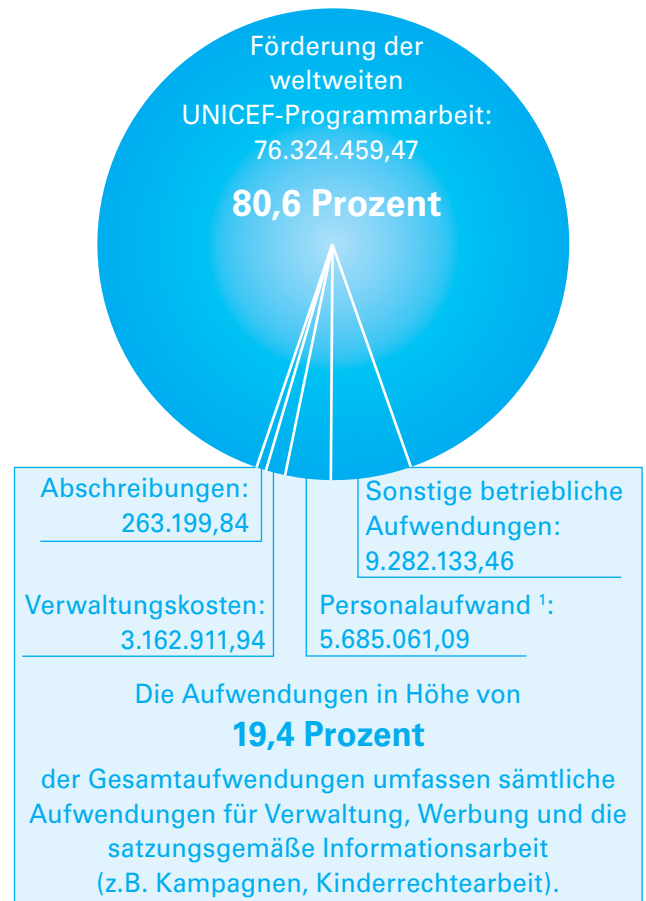 Förderung der
weltweiten
UNICEF-Programmarbeit:
76.324.459,47
80,6 Prozent
Abschreibungen:
263.199,84
Sonstige betriebliche
Aufwendungen:
9.282.133,46
Verwaltungskosten:
3.162.911,94
Personalaufwand ¹:
5.685.061,09
Die Aufwendungen in Höhe von
19,4 Prozent
der Gesamtaufwendungen umfassen sämtliche
Aufwendungen für Verwaltung, Werbung und die
satzungsgemäße Informationsarbeit
(z.B. Kampagnen, Kinderrechtearbeit).